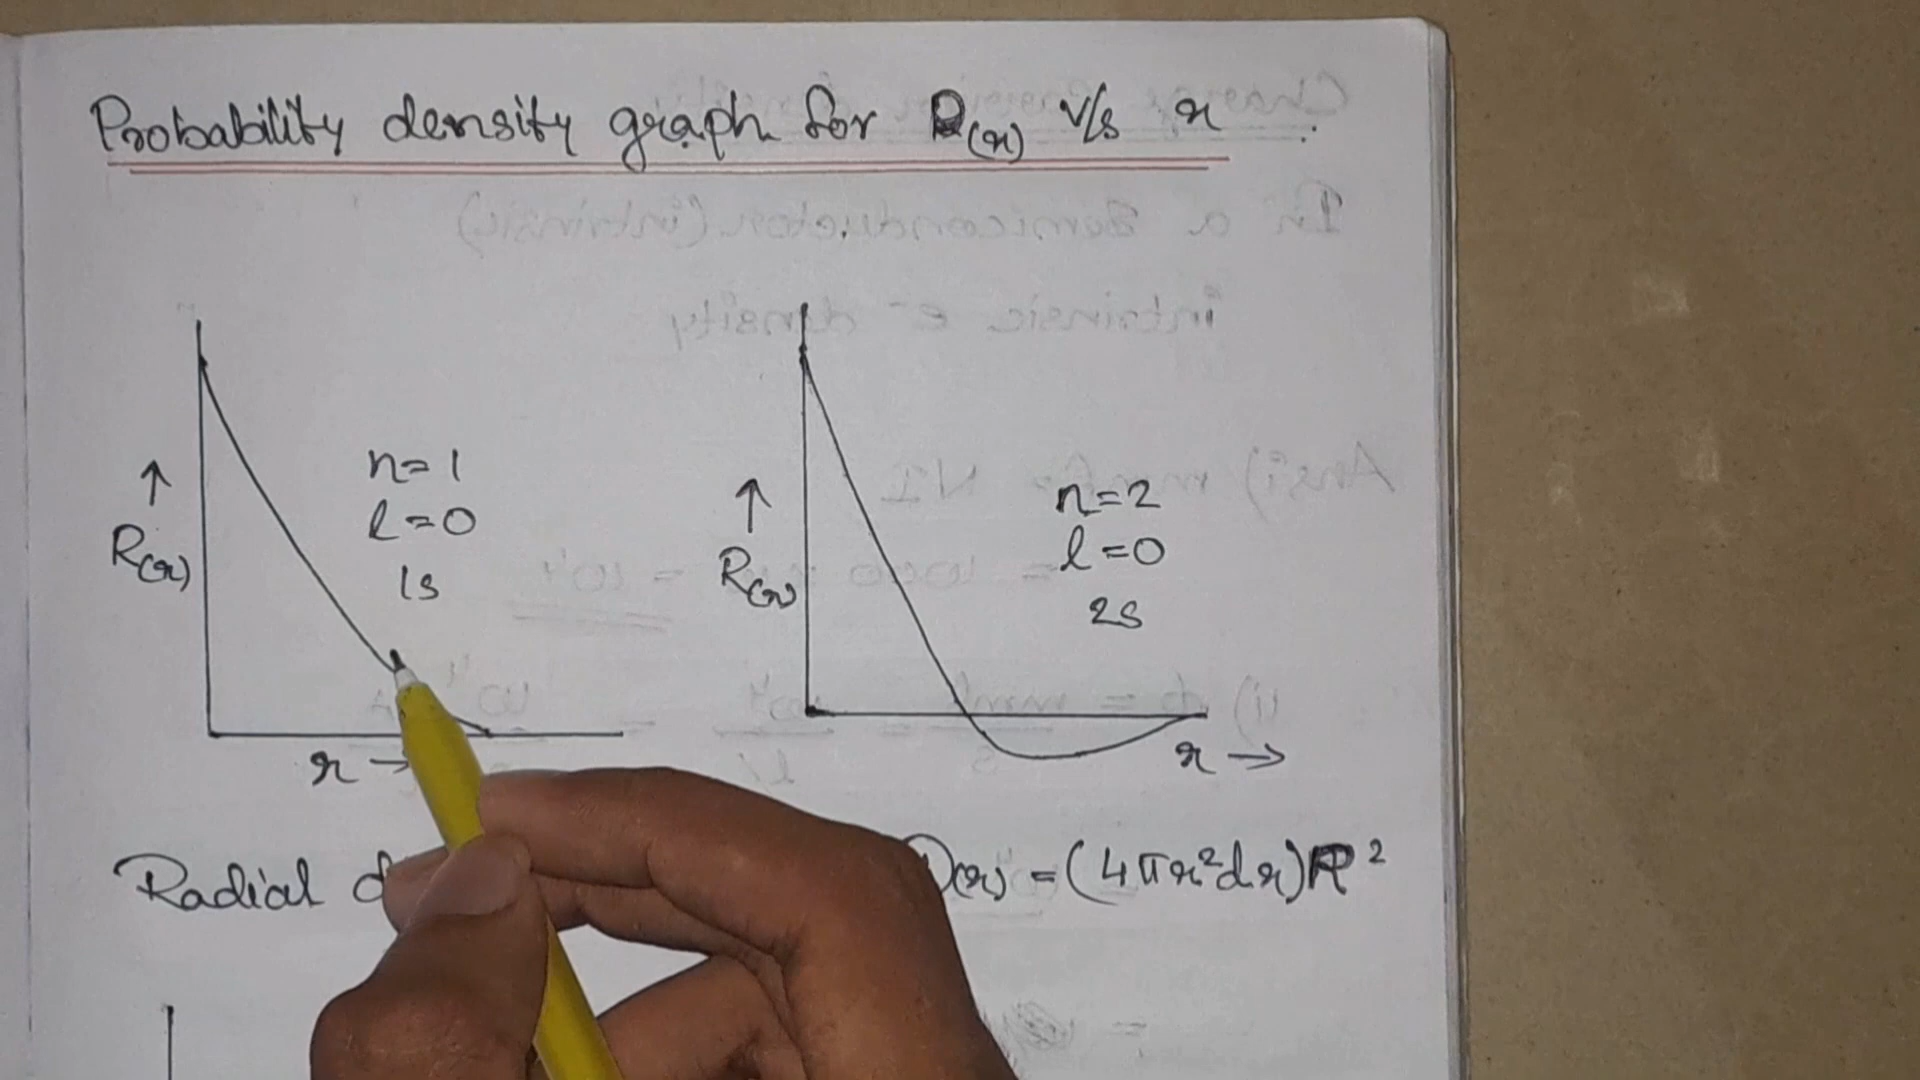 Probability density graph for R(r) v/s r
n=1
l=0
1s
↑
R(r)
r →
n=2
l=0
2s
↑
R(r)
r →
Radial d D(r) = (4πr²dr)R²